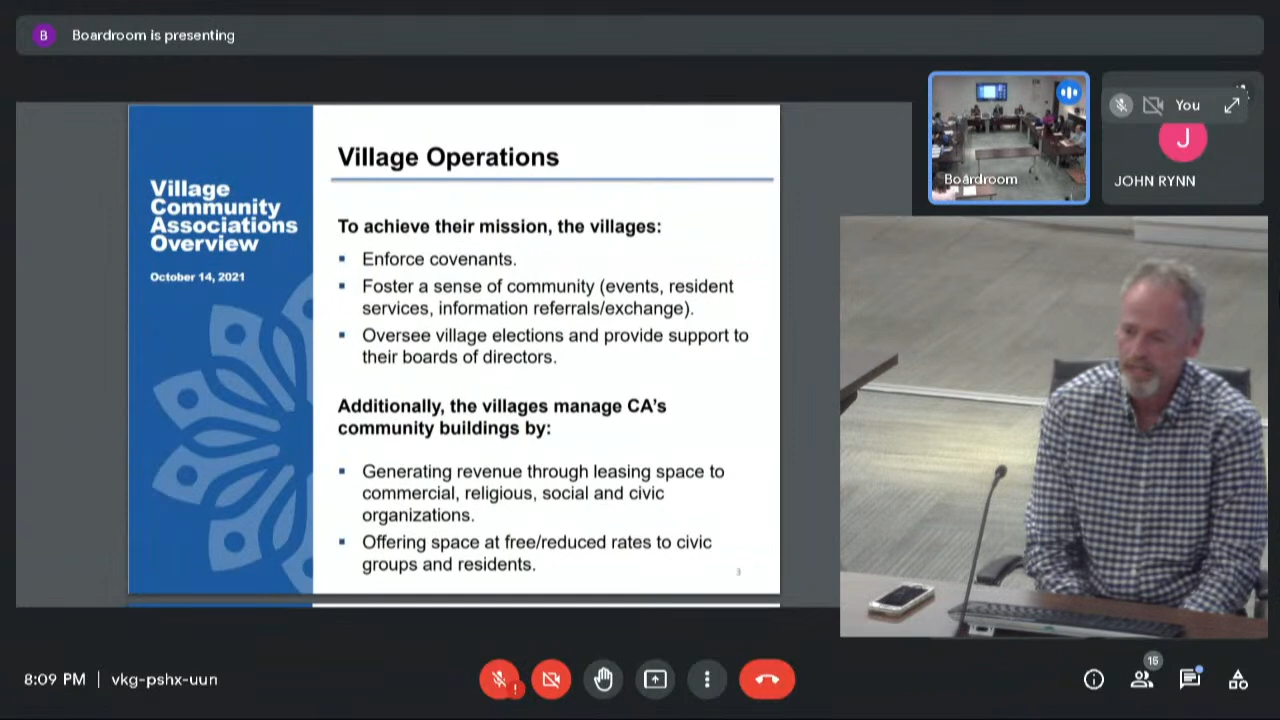 B Boardroom is presenting
You
J
Boardroom
JOHN RYNN
Village
Community
Associations
Overview
October 14, 2021
Village Operations
To achieve their mission, the villages:
▪ Enforce covenants.
▪ Foster a sense of community (events, resident
services, information referrals/exchange).
▪ Oversee village elections and provide support to
their boards of directors.
Additionally, the villages manage CA's
community buildings by:
▪ Generating revenue through leasing space to
commercial, religious, social and civic
organizations.
▪ Offering space at free/reduced rates to civic
groups and residents.
3
8:09 PM | vkg-pshx-uun
!
15